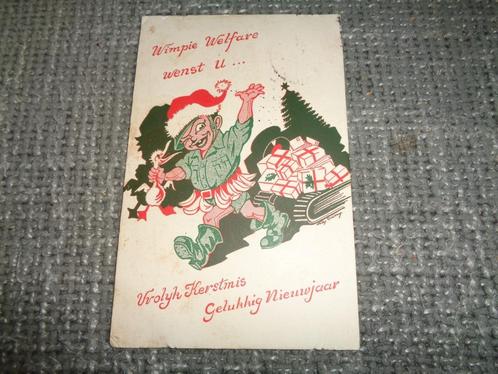 Wimpie Welfare
wenst u ...
Vrolijk Kerstmis
Gelukkig Nieuwjaar